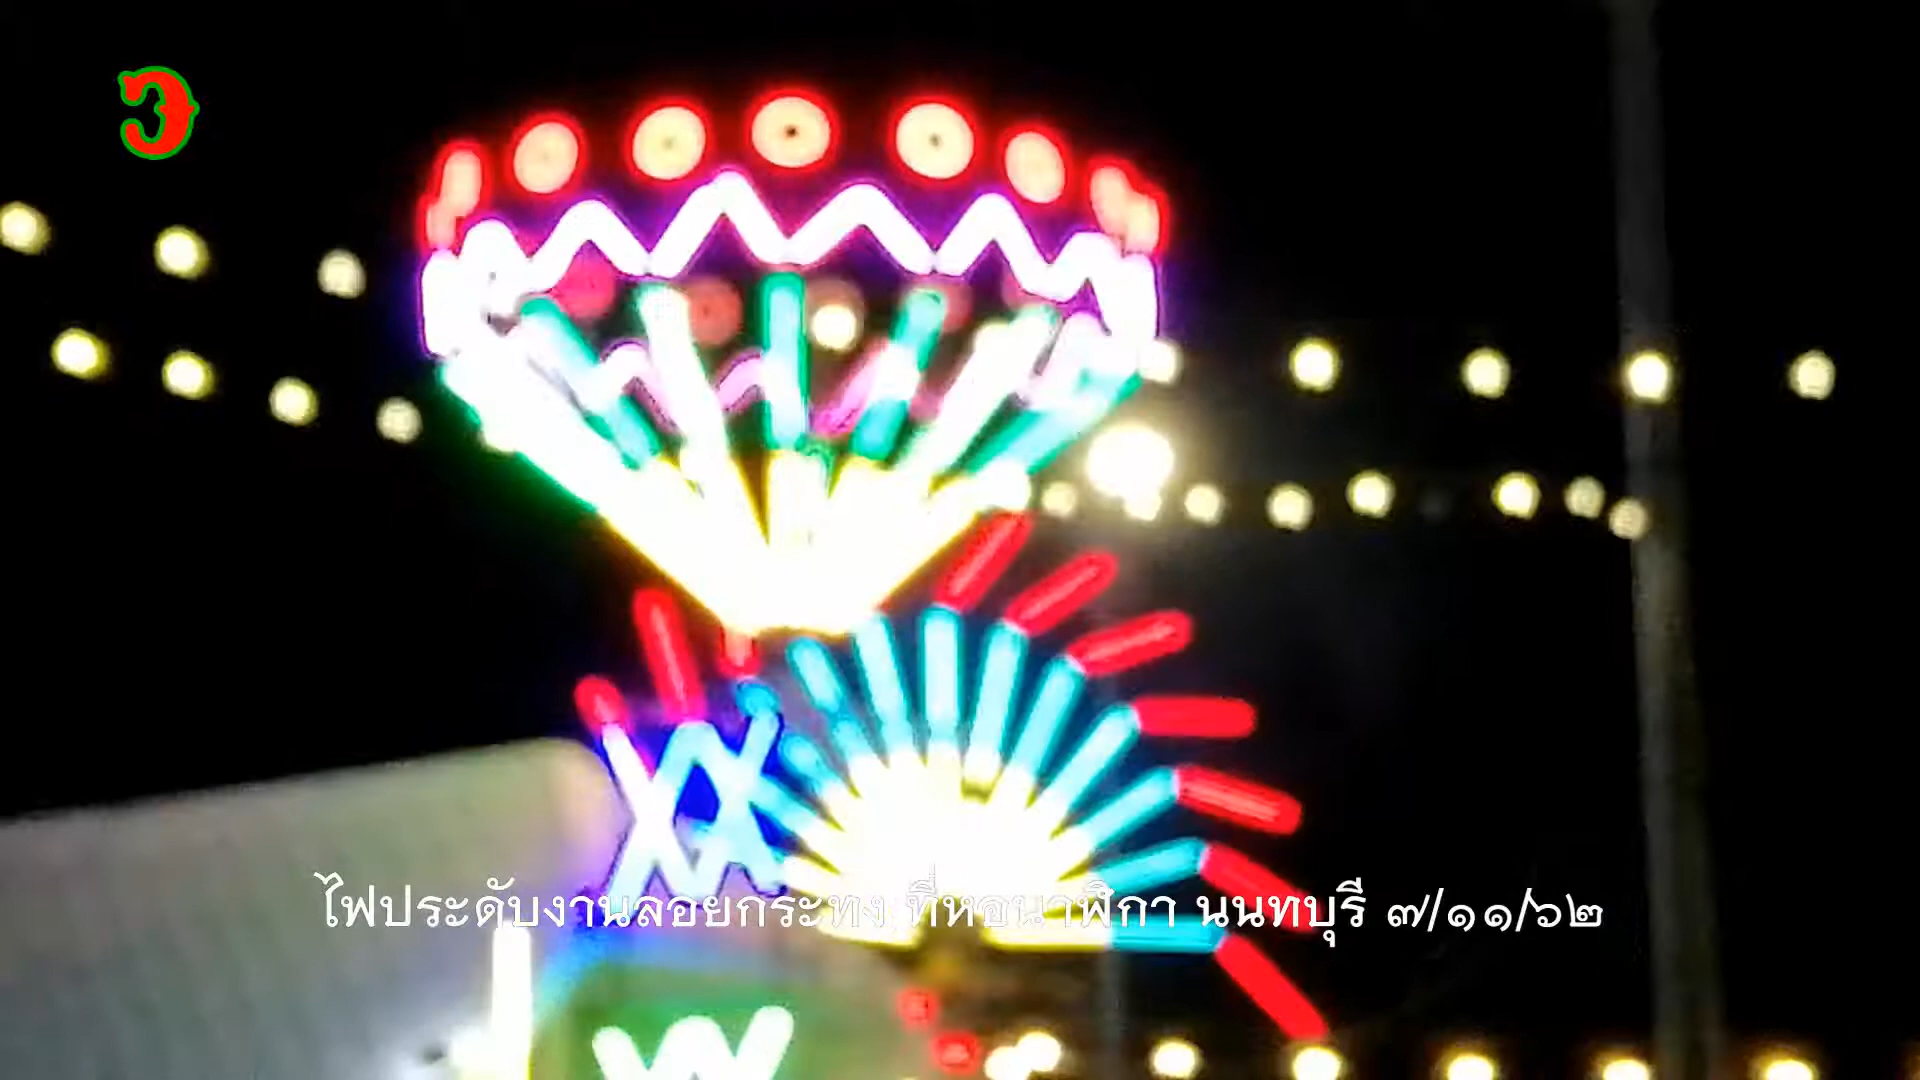 ไฟประดับงานลอยกระทง ที่หอนาฬิกา นนทบุรี ๗/๑๑/๖๒